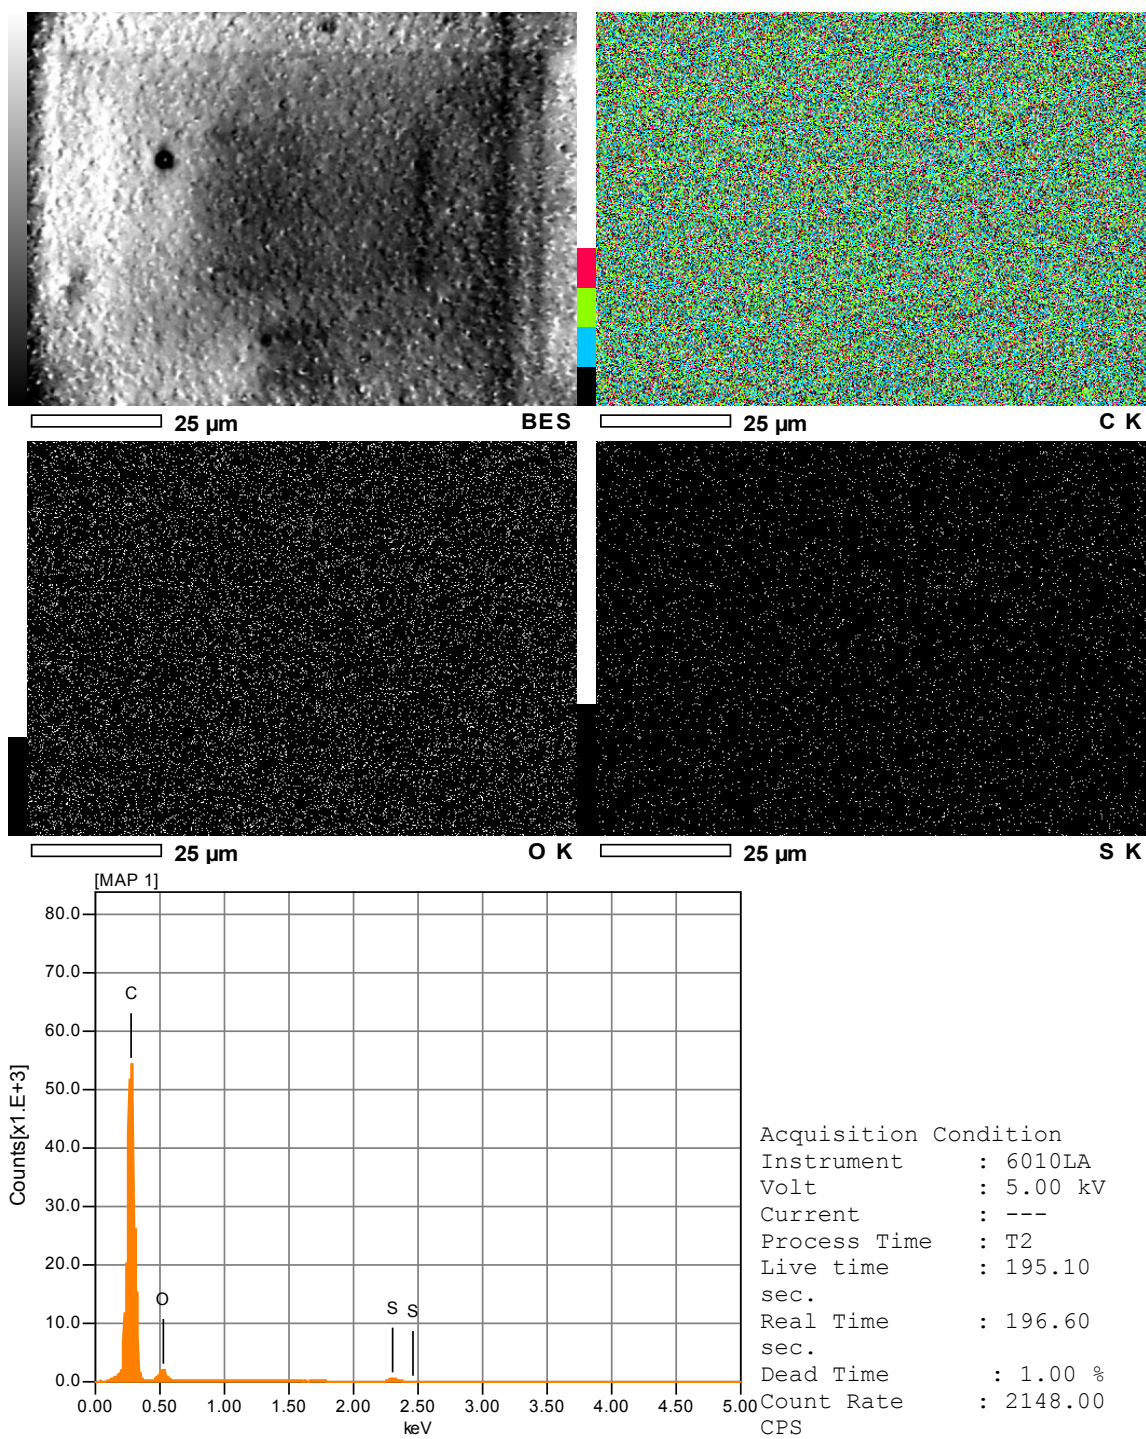 25 µm BES
25 µm C K
25 µm O K
25 µm S K
[MAP 1]
Counts[x1.E+3]
80.0
70.0
60.0
50.0
40.0
30.0
20.0
10.0
0.0
C
O
S S
0.00 0.50 1.00 1.50 2.00 2.50 3.00 3.50 4.00 4.50 5.00
keV
Acquisition Condition
Instrument : 6010LA
Volt : 5.00 kV
Current : ---
Process Time : T2
Live time : 195.10
sec.
Real Time : 196.60
sec.
Dead Time : 1.00 %
Count Rate : 2148.00
CPS